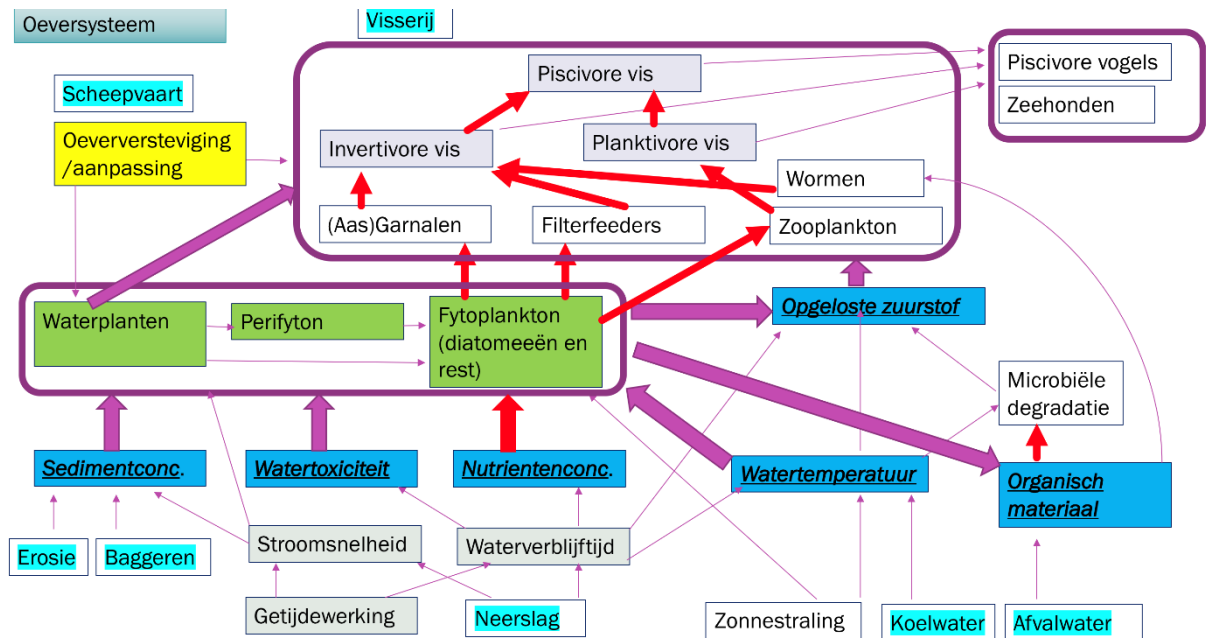 Oeversysteem
Visserij
Piscivore vis
Piscivore vogels
Zeehonden
Scheepvaart
Oeverversteviging
/aanpassing
Invertivore vis
Planktivore vis
Wormen
(Aas)Garnalen
Filterfeeders
Zooplankton
Waterplanten
Perifyton
Fytoplankton
(diatomeeën en
rest)
Opgeloste zuurstof
Microbiële
degradatie
Sedimentconc.
Watertoxiciteit
Nutrientenconc.
Watertemperatuur
Organisch
materiaal
Erosie
Baggeren
Stroomsnelheid
Waterverblijftijd
Getijdewerking
Neerslag
Zonnestraling
Koelwater
Afvalwater